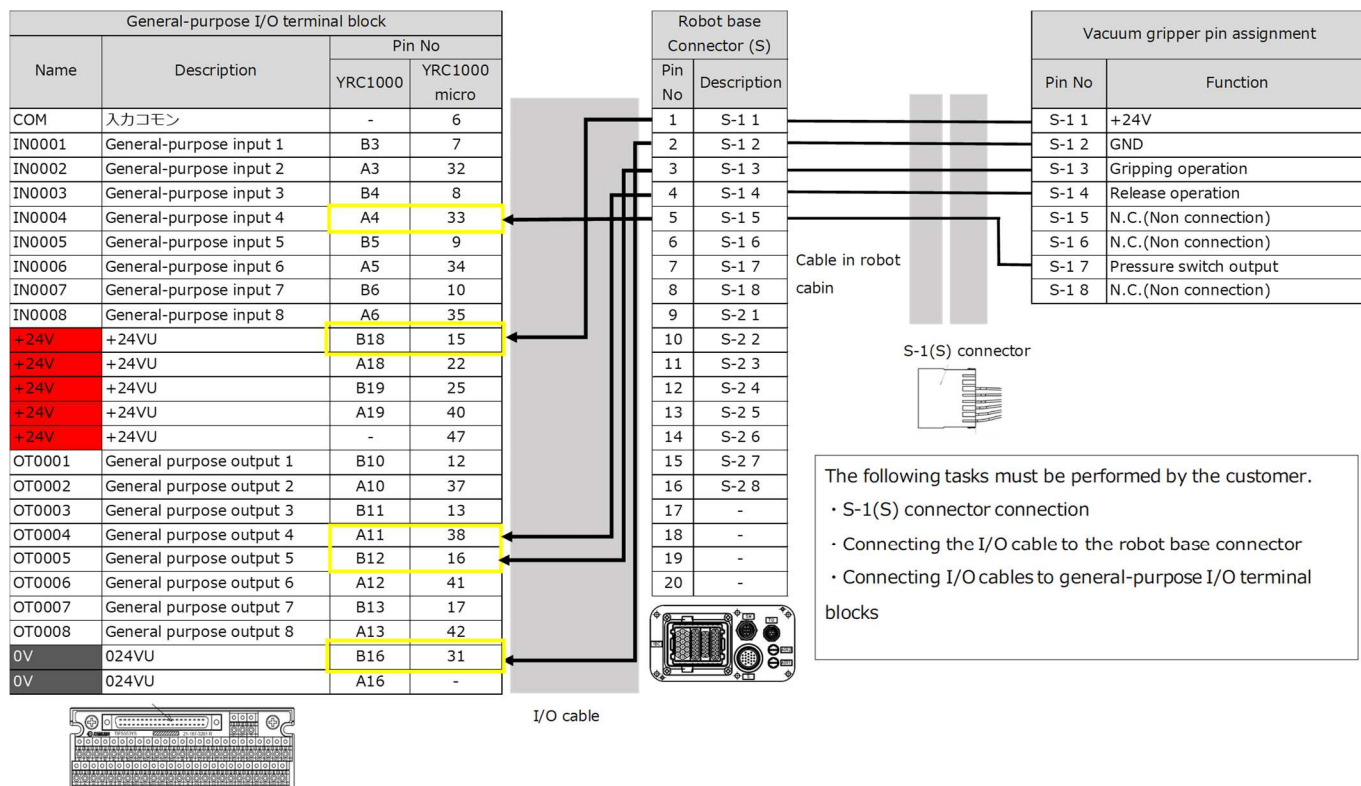 General-purpose I/O terminal block
Name Description Pin No
YRC1000 YRC1000 micro
COM 入力コモン - 6
IN0001 General-purpose input 1 B3 7
IN0002 General-purpose input 2 A3 32
IN0003 General-purpose input 3 B4 8
IN0004 General-purpose input 4 A4 33
IN0005 General-purpose input 5 B5 9
IN0006 General-purpose input 6 A5 34
IN0007 General-purpose input 7 B6 10
IN0008 General-purpose input 8 A6 35
+24V +24VU B18 15
+24V +24VU A18 22
+24V +24VU B19 25
+24V +24VU A19 40
+24V +24VU - 47
OT0001 General purpose output 1 B10 12
OT0002 General purpose output 2 A10 37
OT0003 General purpose output 3 B11 13
OT0004 General purpose output 4 A11 38
OT0005 General purpose output 5 B12 16
OT0006 General purpose output 6 A12 41
OT0007 General purpose output 7 B13 17
OT0008 General purpose output 8 A13 42
0V 024VU B16 31
0V 024VU A16 -
I/O cable
Robot base
Connector (S)
Pin No Description
1 S-1 1
2 S-1 2
3 S-1 3
4 S-1 4
5 S-1 5
6 S-1 6
7 S-1 7
8 S-1 8
9 S-2 1
10 S-2 2
11 S-2 3
12 S-2 4
13 S-2 5
14 S-2 6
15 S-2 7
16 S-2 8
17 -
18 -
19 -
20 -
Cable in robot
cabin
Vacuum gripper pin assignment
Pin No Function
S-1 1 +24V
S-1 2 GND
S-1 3 Gripping operation
S-1 4 Release operation
S-1 5 N.C.(Non connection)
S-1 6 N.C.(Non connection)
S-1 7 Pressure switch output
S-1 8 N.C.(Non connection)
S-1(S) connector
The following tasks must be performed by the customer.
・S-1(S) connector connection
・Connecting the I/O cable to the robot base connector
・Connecting I/O cables to general-purpose I/O terminal
blocks